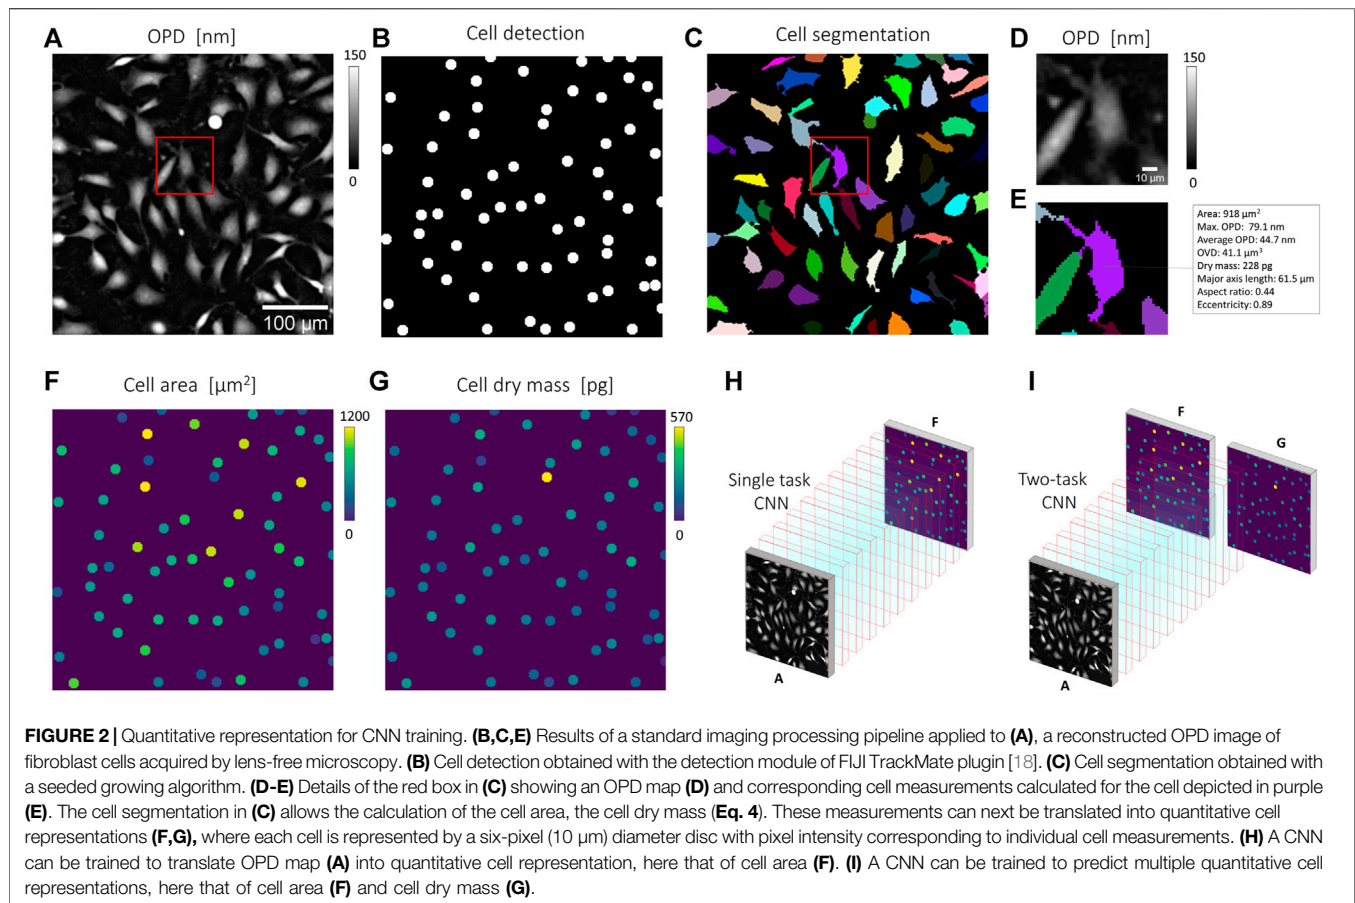 A
OPD [nm]
150
0
100 µm
B
Cell detection
C
Cell segmentation
D
OPD [nm]
150
0
10 µm
E
Area: 918 µm²
Max. OPD: 79.1 nm
Average OPD: 44.7 nm
OVD: 41.1 µm³
Dry mass: 228 pg
Major axis length: 61.5 µm
Aspect ratio: 0.44
Eccentricity: 0.89
F
Cell area [µm²]
1200
0
G
Cell dry mass [pg]
570
0
H
F
Single task
CNN
A
I
F
G
Two-task
CNN
A
FIGURE 2 | Quantitative representation for CNN training. (B,C,E) Results of a standard imaging processing pipeline applied to (A), a reconstructed OPD image of
fibroblast cells acquired by lens-free microscopy. (B) Cell detection obtained with the detection module of FIJI TrackMate plugin [18]. (C) Cell segmentation obtained with
a seeded growing algorithm. (D-E) Details of the red box in (C) showing an OPD map (D) and corresponding cell measurements calculated for the cell depicted in purple
(E). The cell segmentation in (C) allows the calculation of the cell area, the cell dry mass (Eq. 4). These measurements can next be translated into quantitative cell
representations (F,G), where each cell is represented by a six-pixel (10 µm) diameter disc with pixel intensity corresponding to individual cell measurements. (H) A CNN
can be trained to translate OPD map (A) into quantitative cell representation, here that of cell area (F). (I) A CNN can be trained to predict multiple quantitative cell
representations, here that of cell area (F) and cell dry mass (G).